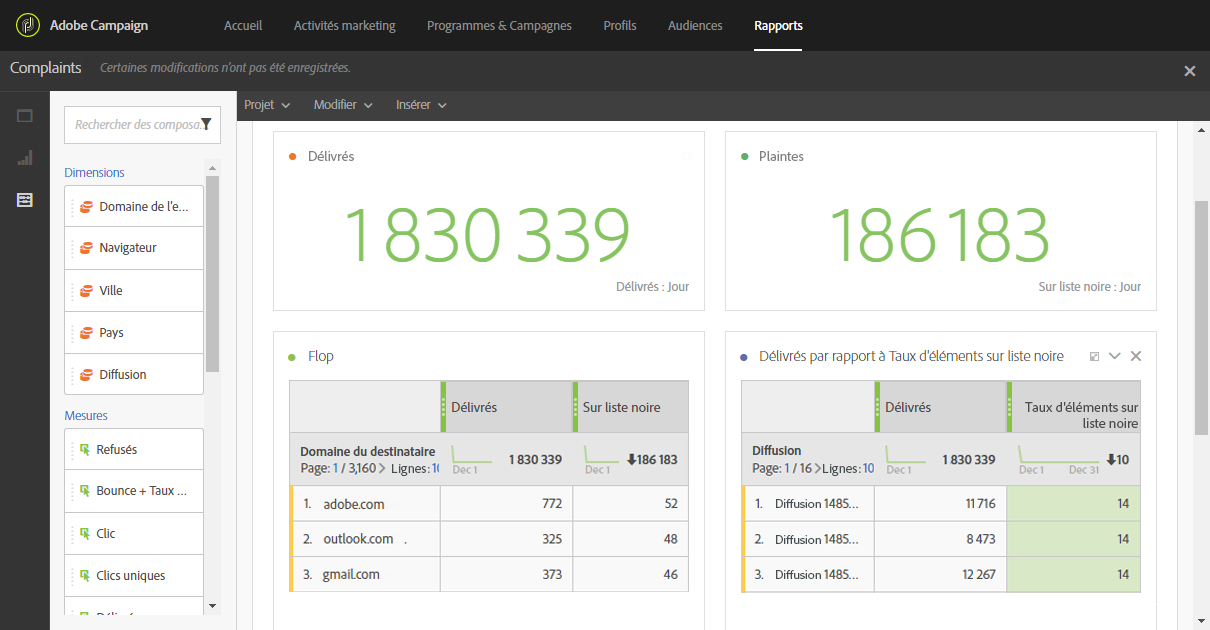 Adobe Campaign Accueil Activités marketing Programmes & Campagnes Profils Audiences Rapports
Complaints Certaines modifications n'ont pas été enregistrées.
Projet Modifier Insérer
Rechercher des composa
Dimensions
Domaine de l'e...
Navigateur
Ville
Pays
Diffusion
Mesures
Refusés
Bounce + Taux ...
Clic
Clics uniques
Délivrés
1 830 339
Délivrés : Jour
Plaintes
186 183
Sur liste noire : Jour
Flop
Délivrés Sur liste noire
Domaine du destinataire
Page: 1 / 3,160 > Lignes: 10
Dec 1 1 830 339 Dec 1 186 183
1. adobe.com 772 52
2. outlook.com . 325 48
3. gmail.com 373 46
Délivrés par rapport à Taux d'éléments sur liste noire
Délivrés Taux d'éléments sur
liste noire
Diffusion
Page: 1 / 16 > Lignes: 10
Dec 1 1 830 339 Dec 1 Dec 31 10
1. Diffusion 1485... 11 716 14
2. Diffusion 1485... 8 473 14
3. Diffusion 1485... 12 267 14